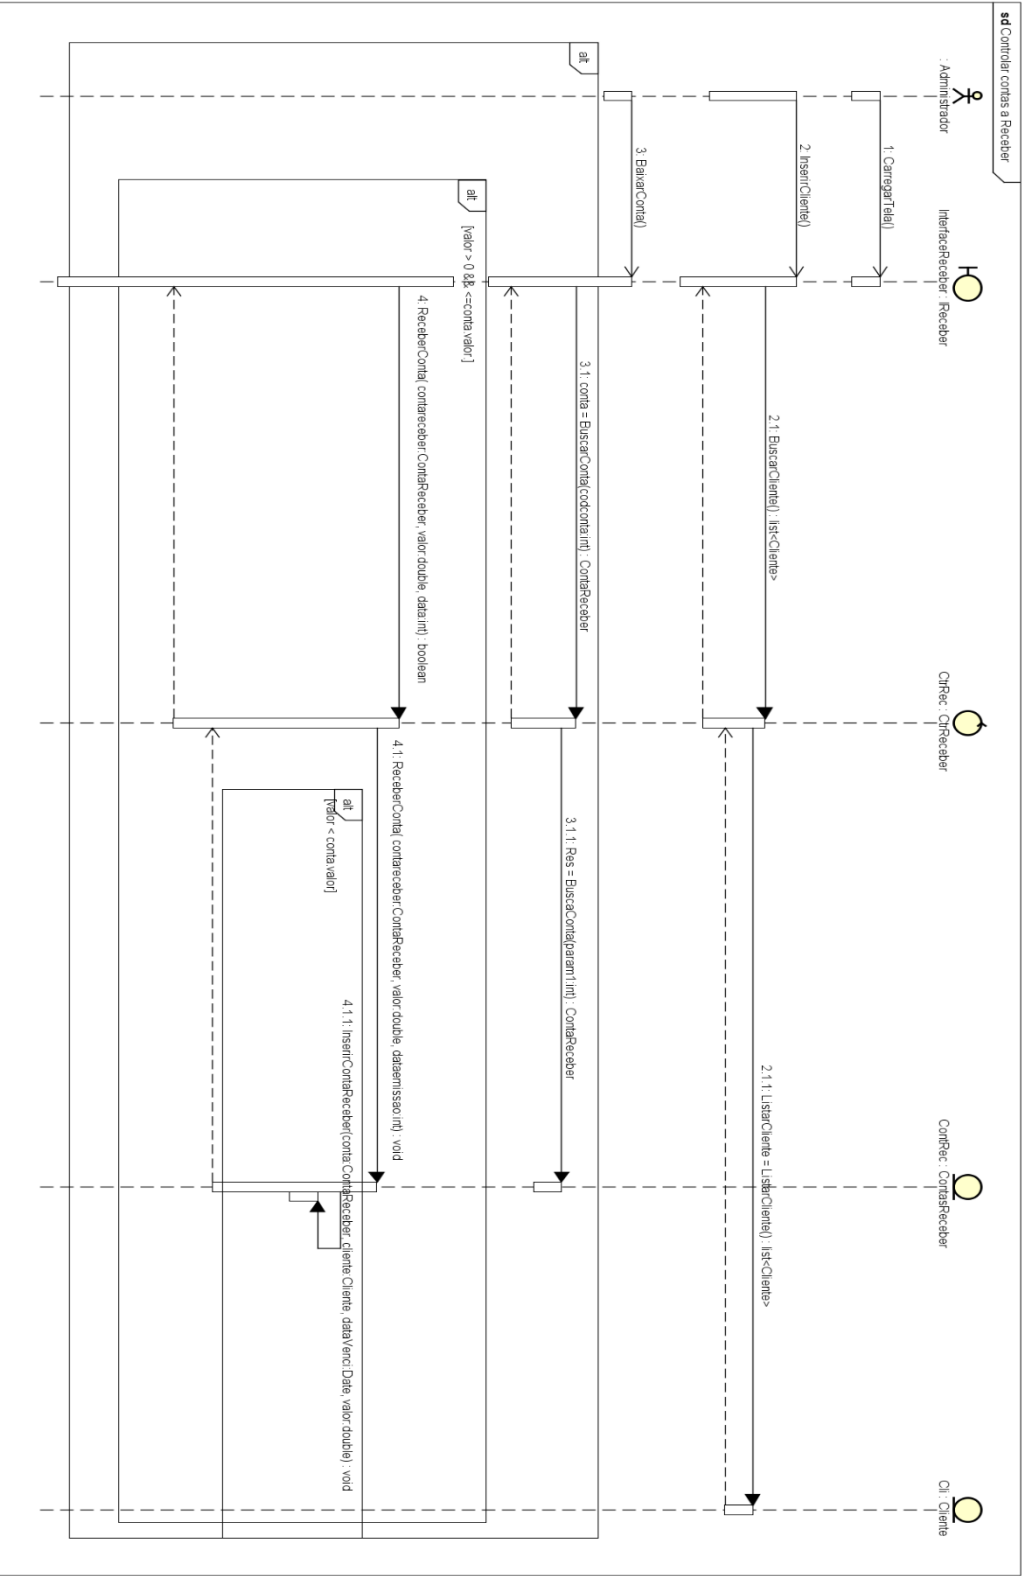 sd Controlar contas a Receber
: Administrador
InterfaceReceber : IReceber
CtrRec : CtrReceber
ContRec : ContasReceber
Cli : Cliente
1: CarregarTela()
2: InserirCliente()
2.1: BuscarCliente() : list<Cliente>
2.1.1: ListarCliente = ListarCliente() : list<Cliente>
3: BaixarConta()
alt
3.1: conta = BuscarConta(codconta:int) : ContaReceber
3.1.1: Res = BuscaConta(param1:int) : ContaReceber
alt
[valor > 0 && <=conta.valor.]
4: ReceberConta( contareceber:ContaReceber, valor:double, data:int) : boolean
4.1: ReceberConta( contareceber:ContaReceber, valor:double, dataemissao:int) : void
alt
[valor < conta.valor]
4.1.1: InserirContaReceber(conta:ContaReceber, cliente:Cliente, dataVenci:Date, valor:double) : void